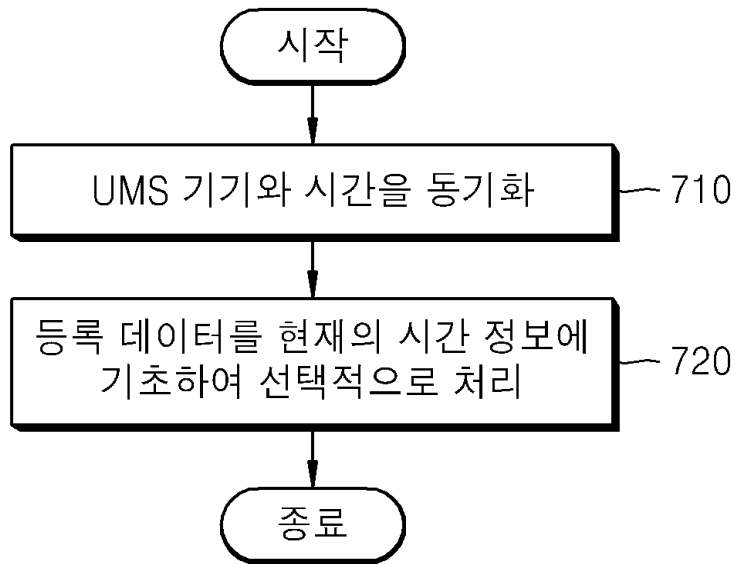 시작
UMS 기기와 시간을 동기화
710
등록 데이터를 현재의 시간 정보에
기초하여 선택적으로 처리
720
종료